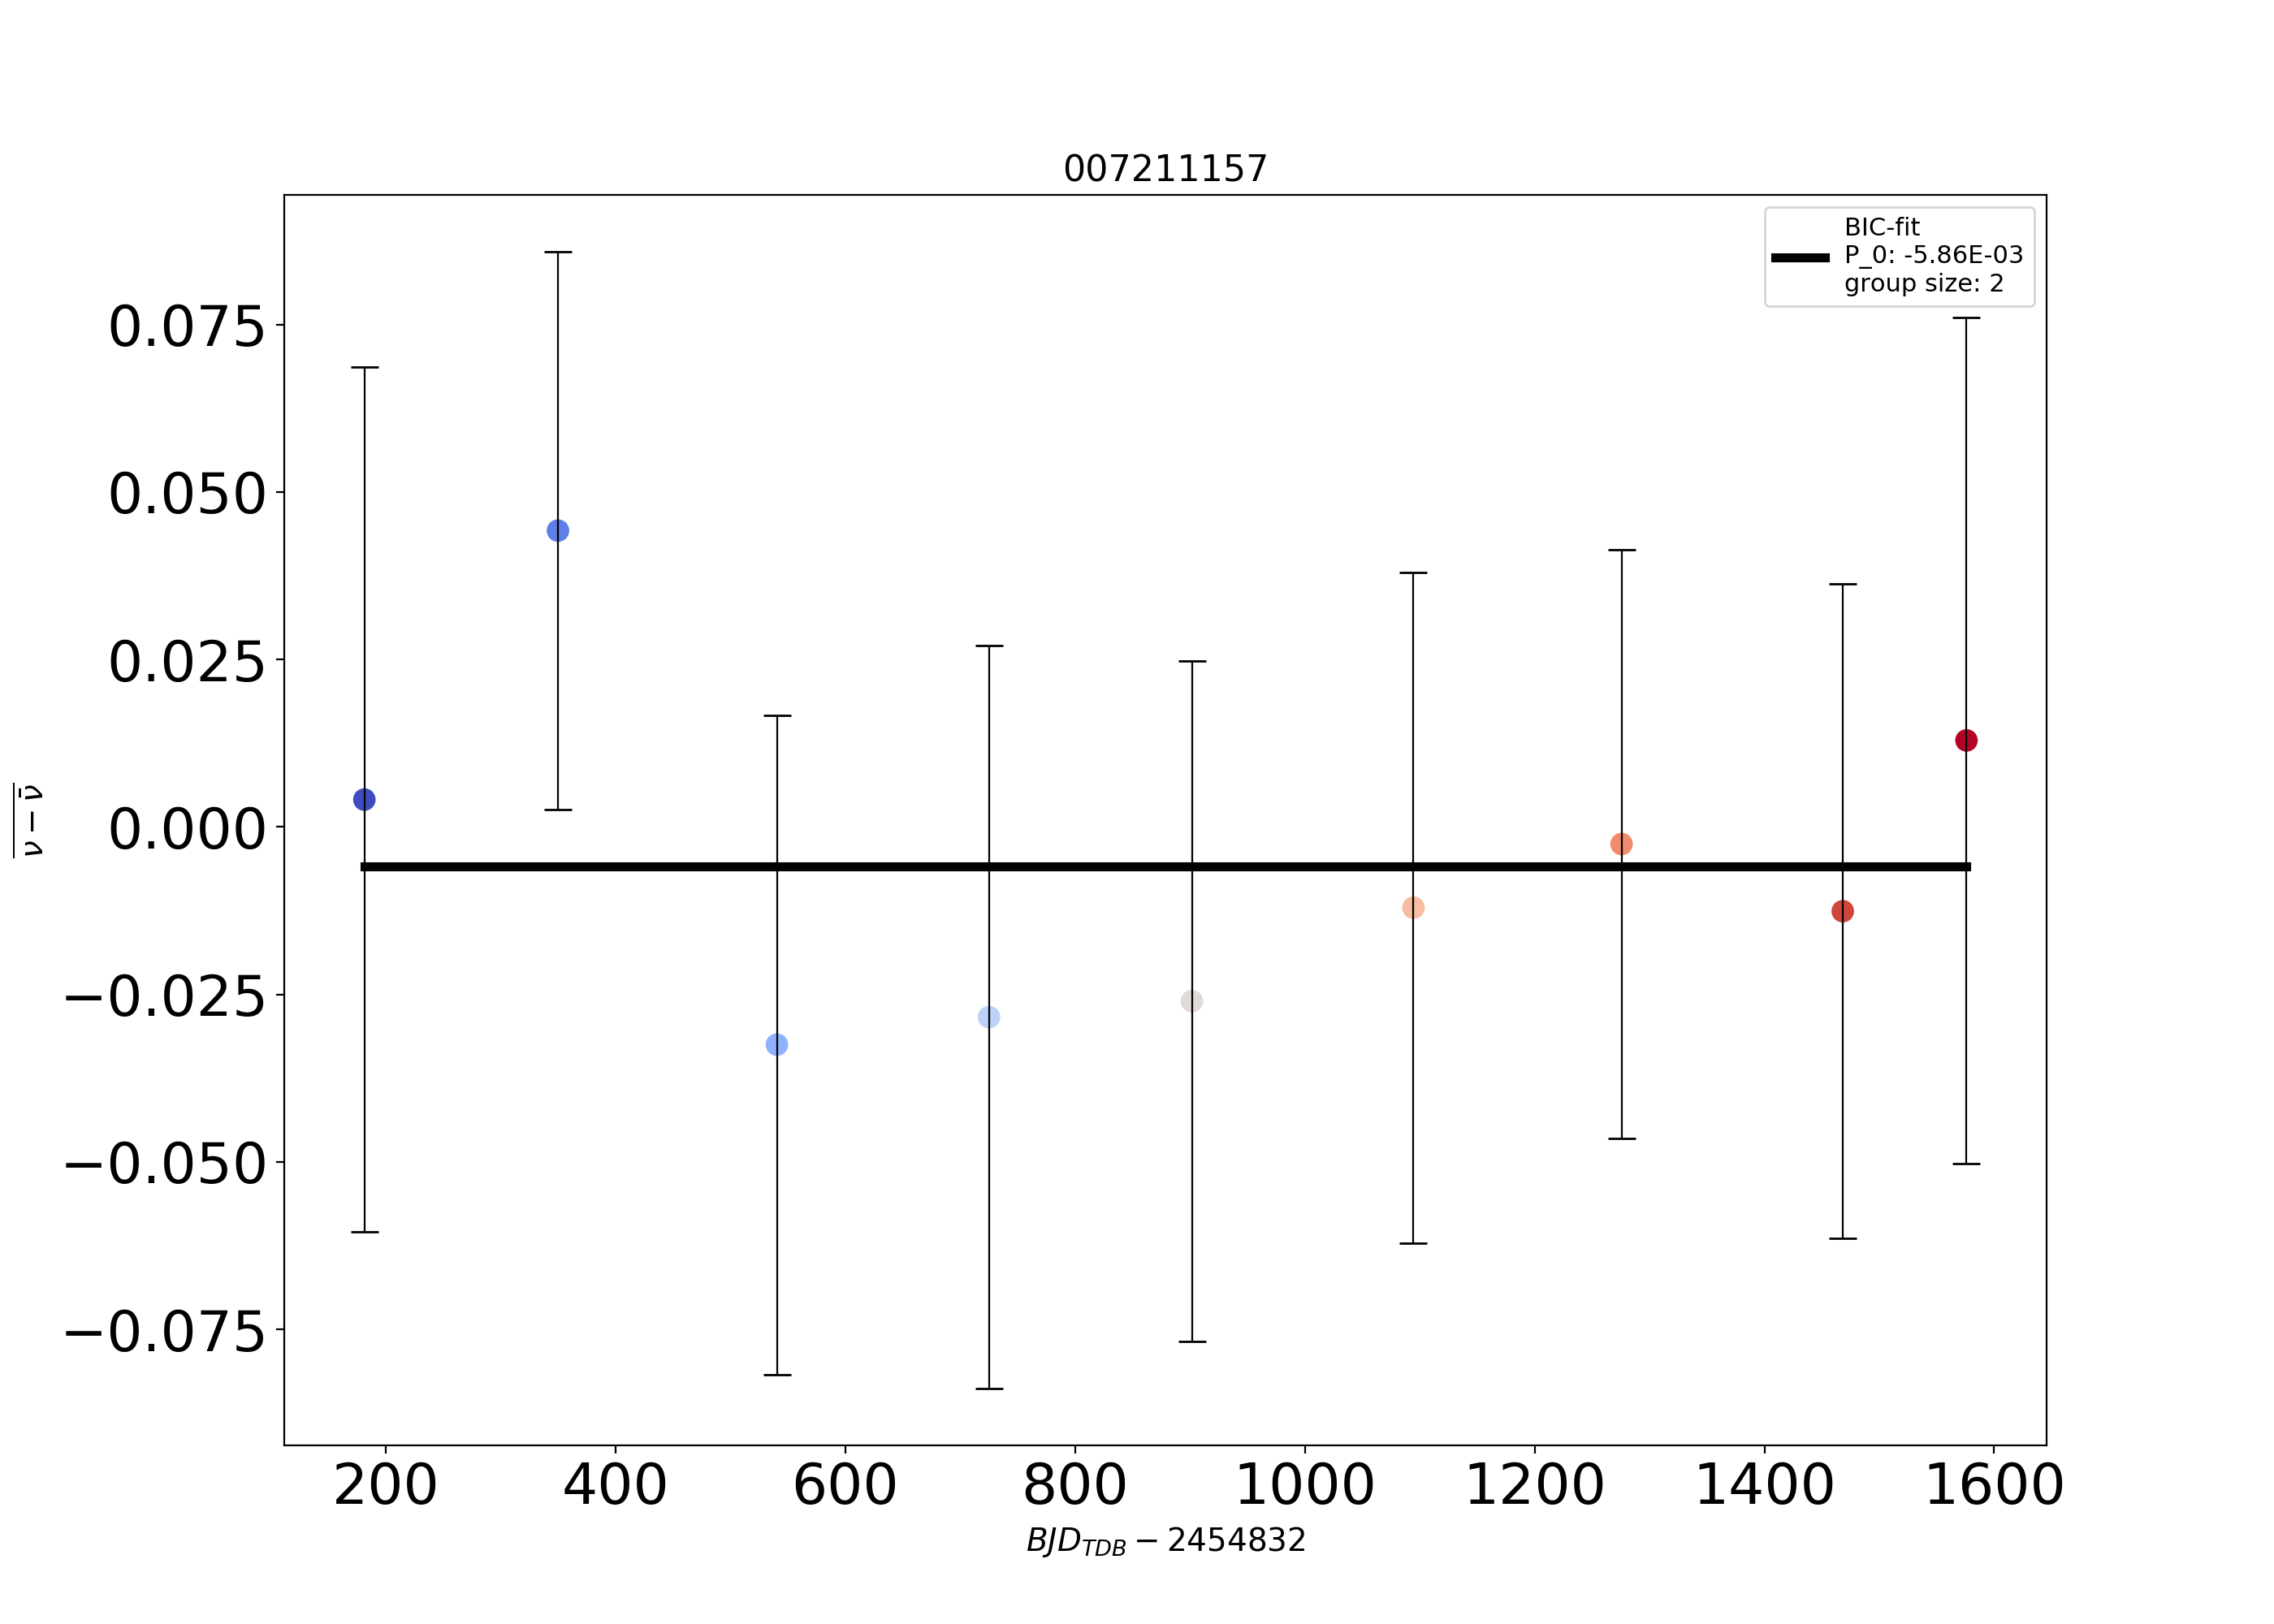 007211157
BIC-fit
P_0: -5.86E-03
group size: 2
0.075
0.050
0.025
0.000
−0.025
−0.050
−0.075
ν − ν̄
200 400 600 800 1000 1200 1400 1600
BJD_TDB − 2454832